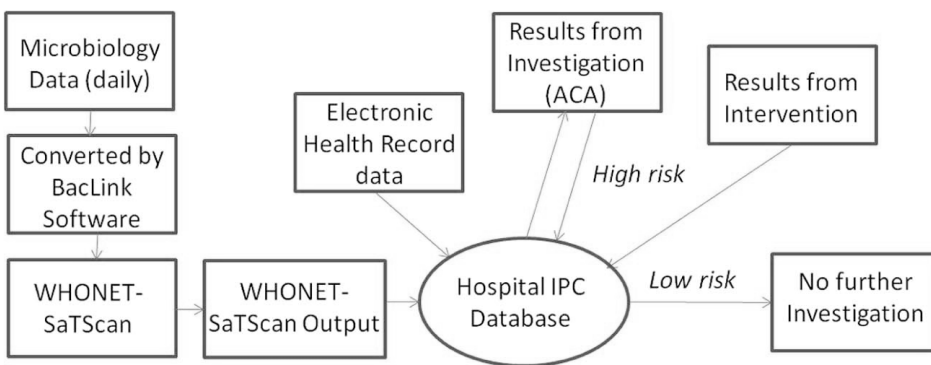 Microbiology
Data (daily)
Converted by
BacLink
Software
WHONET-
SaTScan
WHONET-
SaTScan Output
Electronic
Health Record
data
Hospital IPC
Database
Results from
Investigation
(ACA)
High risk
Results from
Intervention
Low risk
No further
Investigation